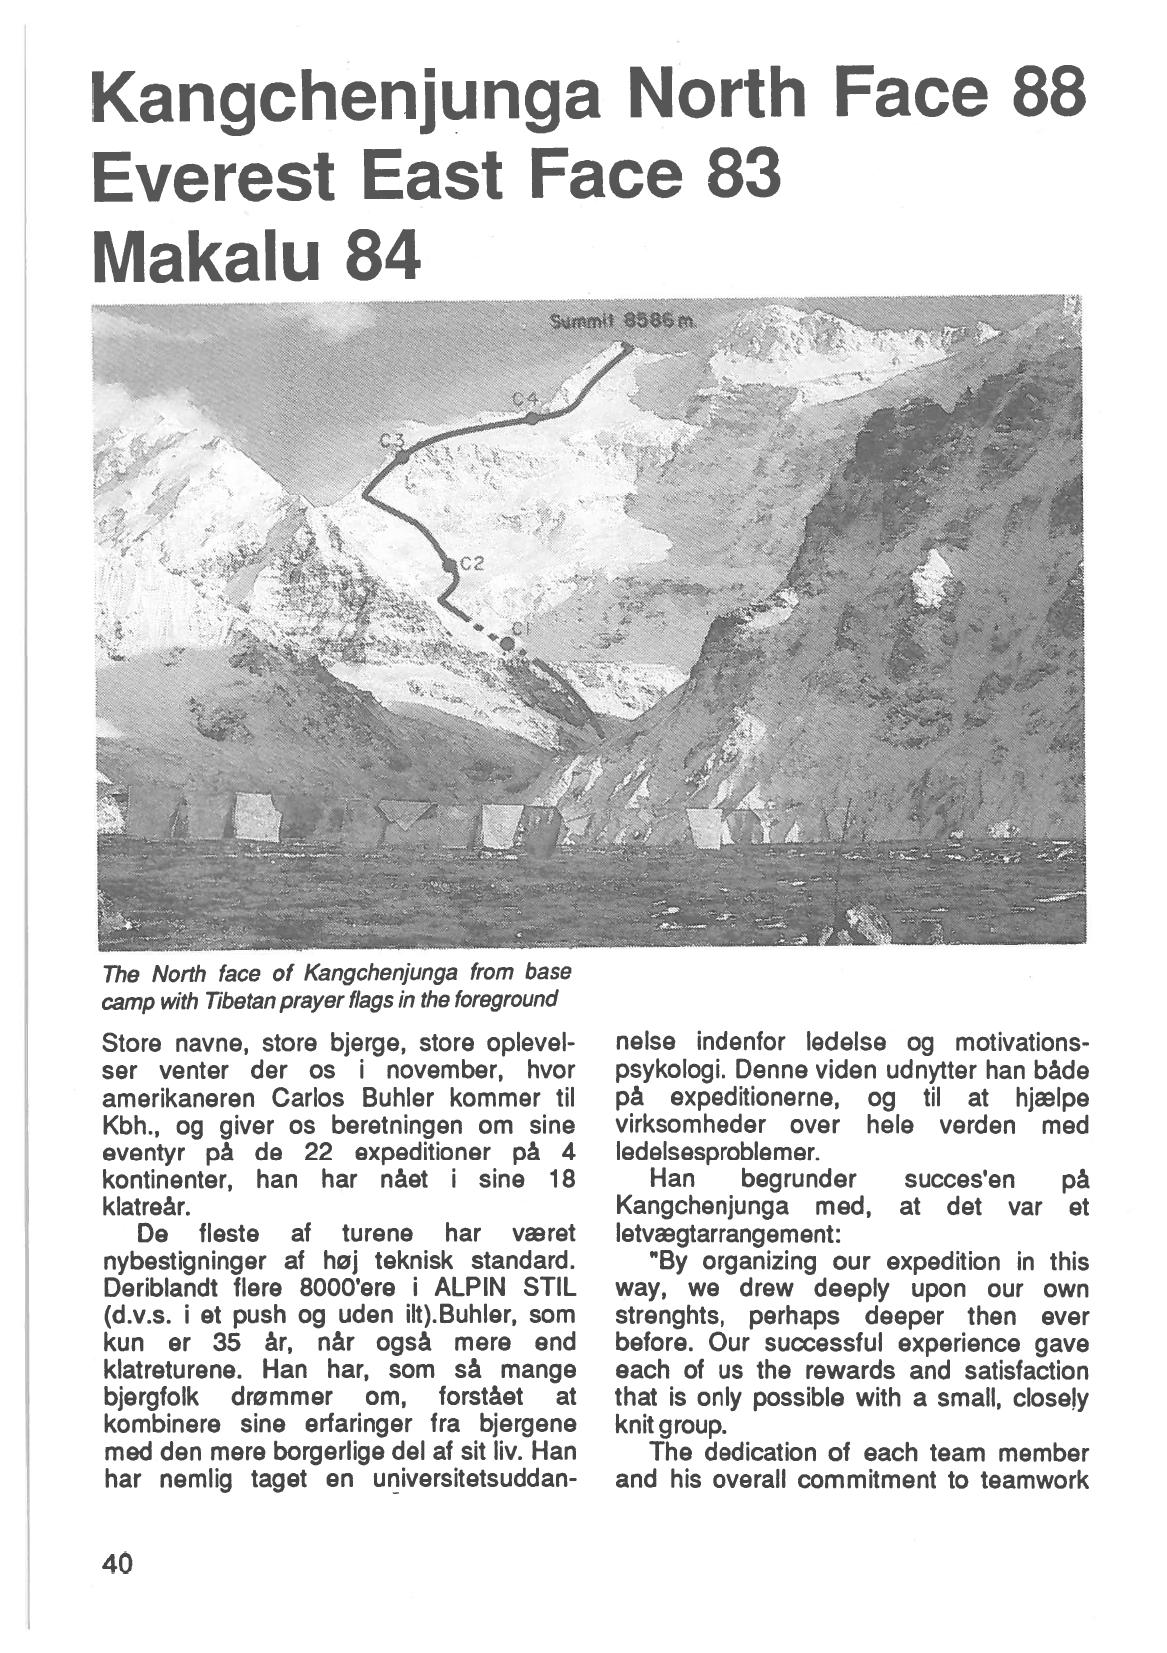 Kangchenjunga North Face 88
Everest East Face 83
Makalu 84
Summit 8586 m.
C4
C3
C2
C1
The North face of Kangchenjunga from base
camp with Tibetan prayer flags in the foreground
Store navne, store bjerge, store oplevel-
ser venter der os i november, hvor
amerikaneren Carlos Buhler kommer til
Kbh., og giver os beretningen om sine
eventyr på de 22 expeditioner på 4
kontinenter, han har nået i sine 18
klatreår.
De fleste af turene har været
nybestigninger af høj teknisk standard.
Deriblandt flere 8000'ere i ALPIN STIL
(d.v.s. i et push og uden ilt).Buhler, som
kun er 35 år, når også mere end
klatreturene. Han har, som så mange
bjergfolk drømmer om, forstået at
kombinere sine erfaringer fra bjergene
med den mere borgerlige del af sit liv. Han
har nemlig taget en universitetsuddan-
nelse indenfor ledelse og motivations-
psykologi. Denne viden udnytter han både
på expeditionerne, og til at hjælpe
virksomheder over hele verden med
ledelsesproblemer.
Han begrunder succes'en på
Kangchenjunga med, at det var et
letvægtarrangement:
"By organizing our expedition in this
way, we drew deeply upon our own
strenghts, perhaps deeper then ever
before. Our successful experience gave
each of us the rewards and satisfaction
that is only possible with a small, closely
knit group.
The dedication of each team member
and his overall commitment to teamwork
40